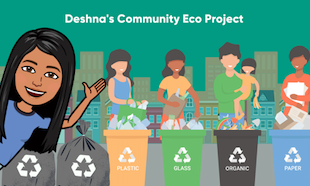 Deshna's Community Eco Project
PLASTIC
GLASS
ORGANIC
PAPER